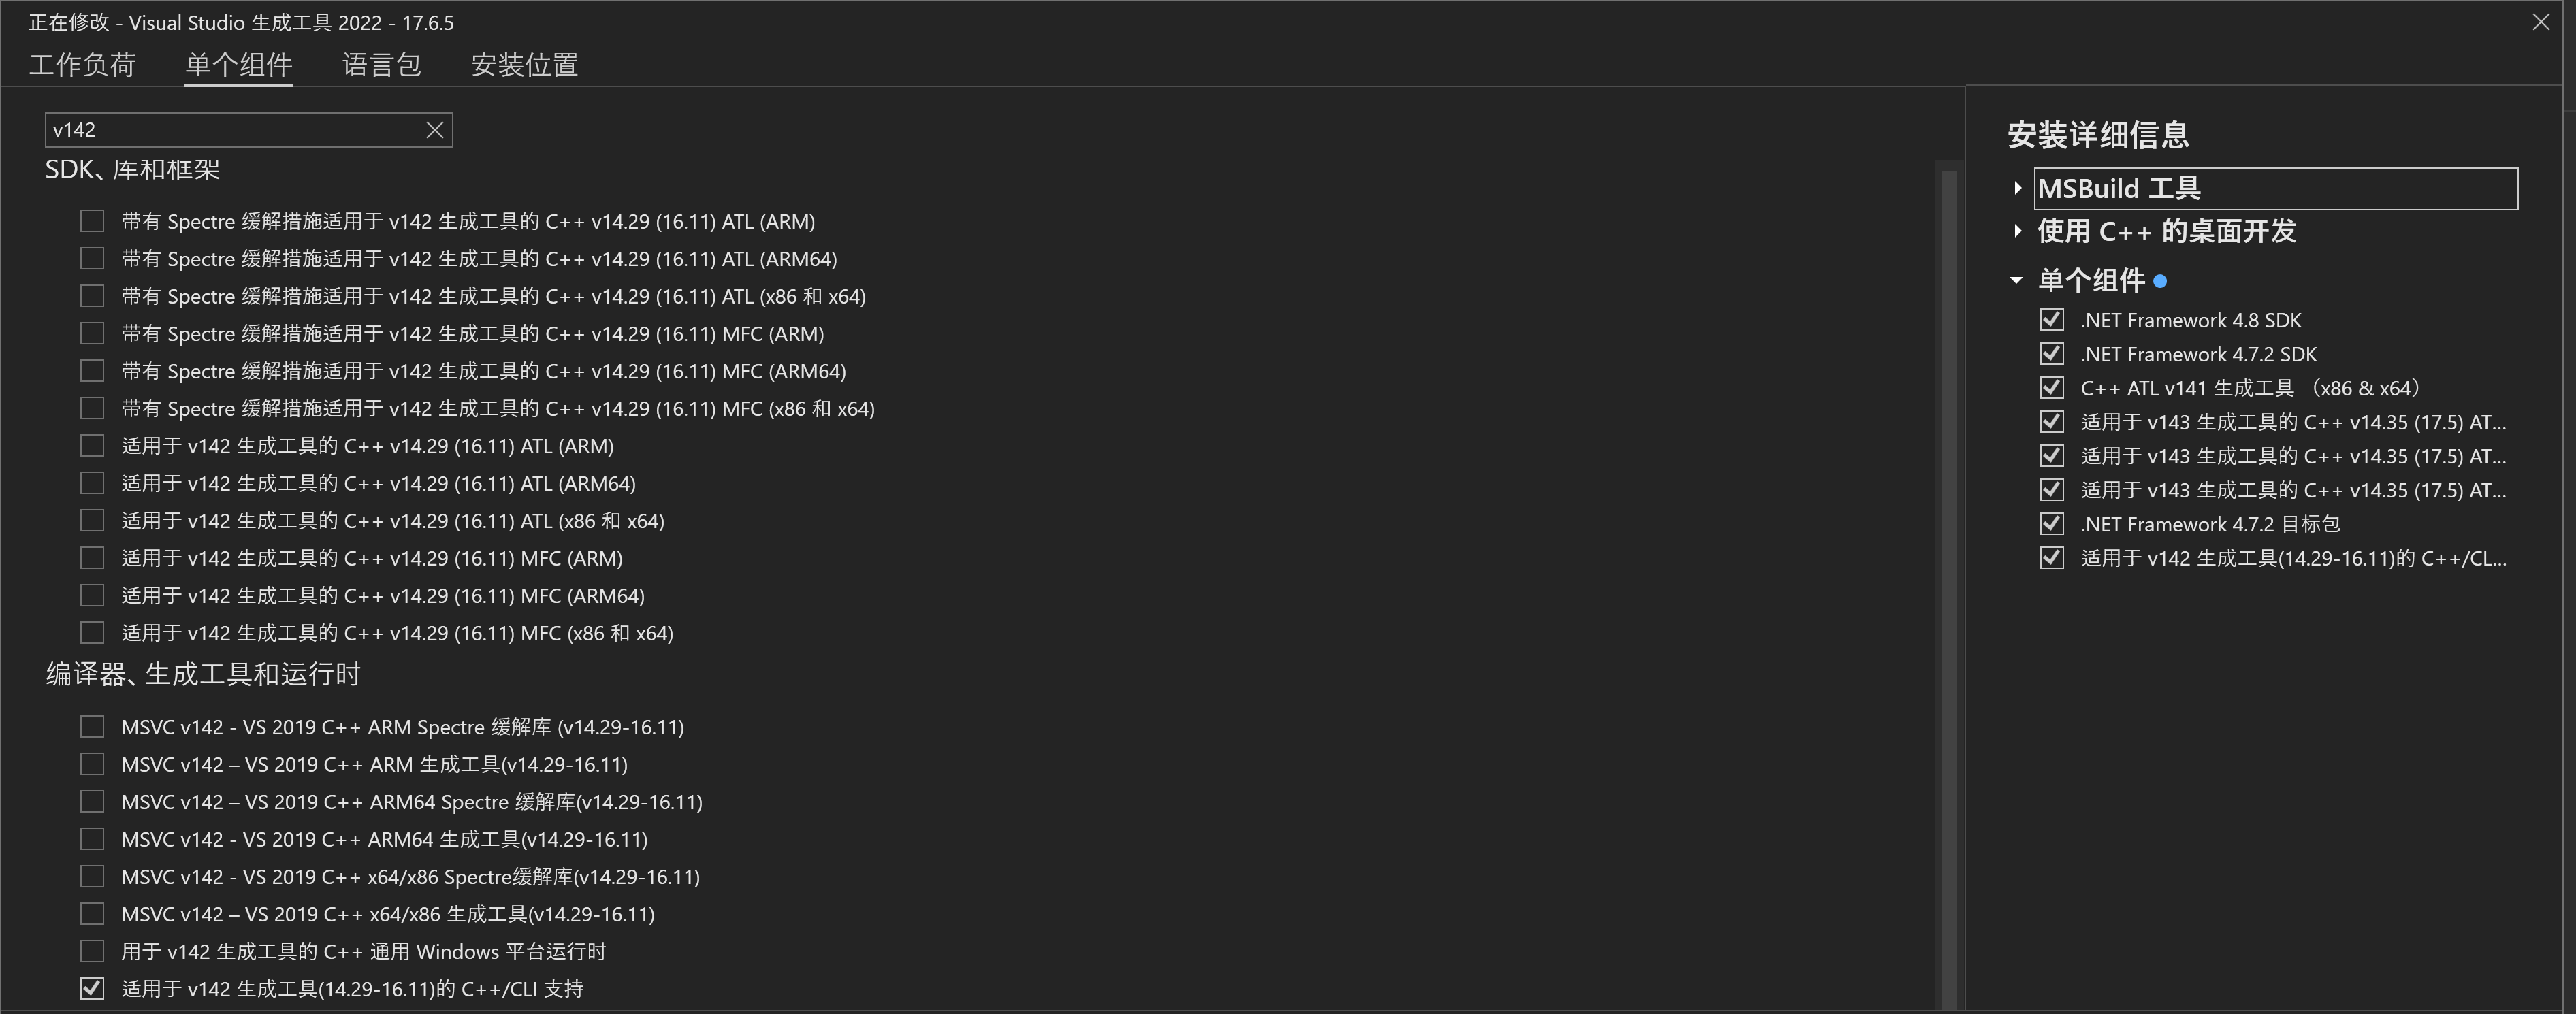 正在修改 - Visual Studio 生成工具 2022 - 17.6.5
工作负荷 单个组件 语言包 安装位置
v142
SDK、库和框架
带有 Spectre 缓解措施适用于 v142 生成工具的 C++ v14.29 (16.11) ATL (ARM)
带有 Spectre 缓解措施适用于 v142 生成工具的 C++ v14.29 (16.11) ATL (ARM64)
带有 Spectre 缓解措施适用于 v142 生成工具的 C++ v14.29 (16.11) ATL (x86 和 x64)
带有 Spectre 缓解措施适用于 v142 生成工具的 C++ v14.29 (16.11) MFC (ARM)
带有 Spectre 缓解措施适用于 v142 生成工具的 C++ v14.29 (16.11) MFC (ARM64)
带有 Spectre 缓解措施适用于 v142 生成工具的 C++ v14.29 (16.11) MFC (x86 和 x64)
适用于 v142 生成工具的 C++ v14.29 (16.11) ATL (ARM)
适用于 v142 生成工具的 C++ v14.29 (16.11) ATL (ARM64)
适用于 v142 生成工具的 C++ v14.29 (16.11) ATL (x86 和 x64)
适用于 v142 生成工具的 C++ v14.29 (16.11) MFC (ARM)
适用于 v142 生成工具的 C++ v14.29 (16.11) MFC (ARM64)
适用于 v142 生成工具的 C++ v14.29 (16.11) MFC (x86 和 x64)
编译器、生成工具和运行时
MSVC v142 - VS 2019 C++ ARM Spectre 缓解库 (v14.29-16.11)
MSVC v142 – VS 2019 C++ ARM 生成工具(v14.29-16.11)
MSVC v142 – VS 2019 C++ ARM64 Spectre 缓解库(v14.29-16.11)
MSVC v142 - VS 2019 C++ ARM64 生成工具(v14.29-16.11)
MSVC v142 - VS 2019 C++ x64/x86 Spectre缓解库(v14.29-16.11)
MSVC v142 – VS 2019 C++ x64/x86 生成工具(v14.29-16.11)
用于 v142 生成工具的 C++ 通用 Windows 平台运行时
适用于 v142 生成工具(14.29-16.11)的 C++/CLI 支持
安装详细信息
MSBuild 工具
使用 C++ 的桌面开发
单个组件
.NET Framework 4.8 SDK
.NET Framework 4.7.2 SDK
C++ ATL v141 生成工具 （x86 & x64）
适用于 v143 生成工具的 C++ v14.35 (17.5) AT...
适用于 v143 生成工具的 C++ v14.35 (17.5) AT...
适用于 v143 生成工具的 C++ v14.35 (17.5) AT...
.NET Framework 4.7.2 目标包
适用于 v142 生成工具(14.29-16.11)的 C++/CL...